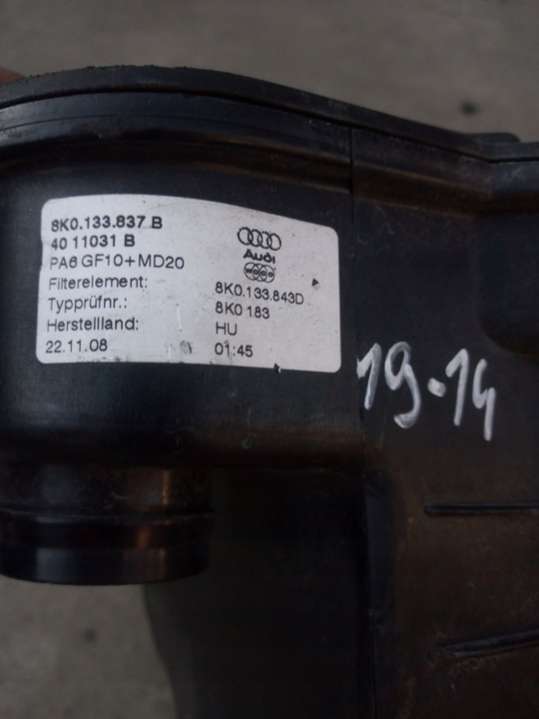 8K0.133.837 B
40 11031 B
PA6 GF10+MD20
Audi
Filterelement: 8K0.133.843D
Typprüfnr.: 8K0 183
Herstellland: HU
22.11.08 01:45
19-14